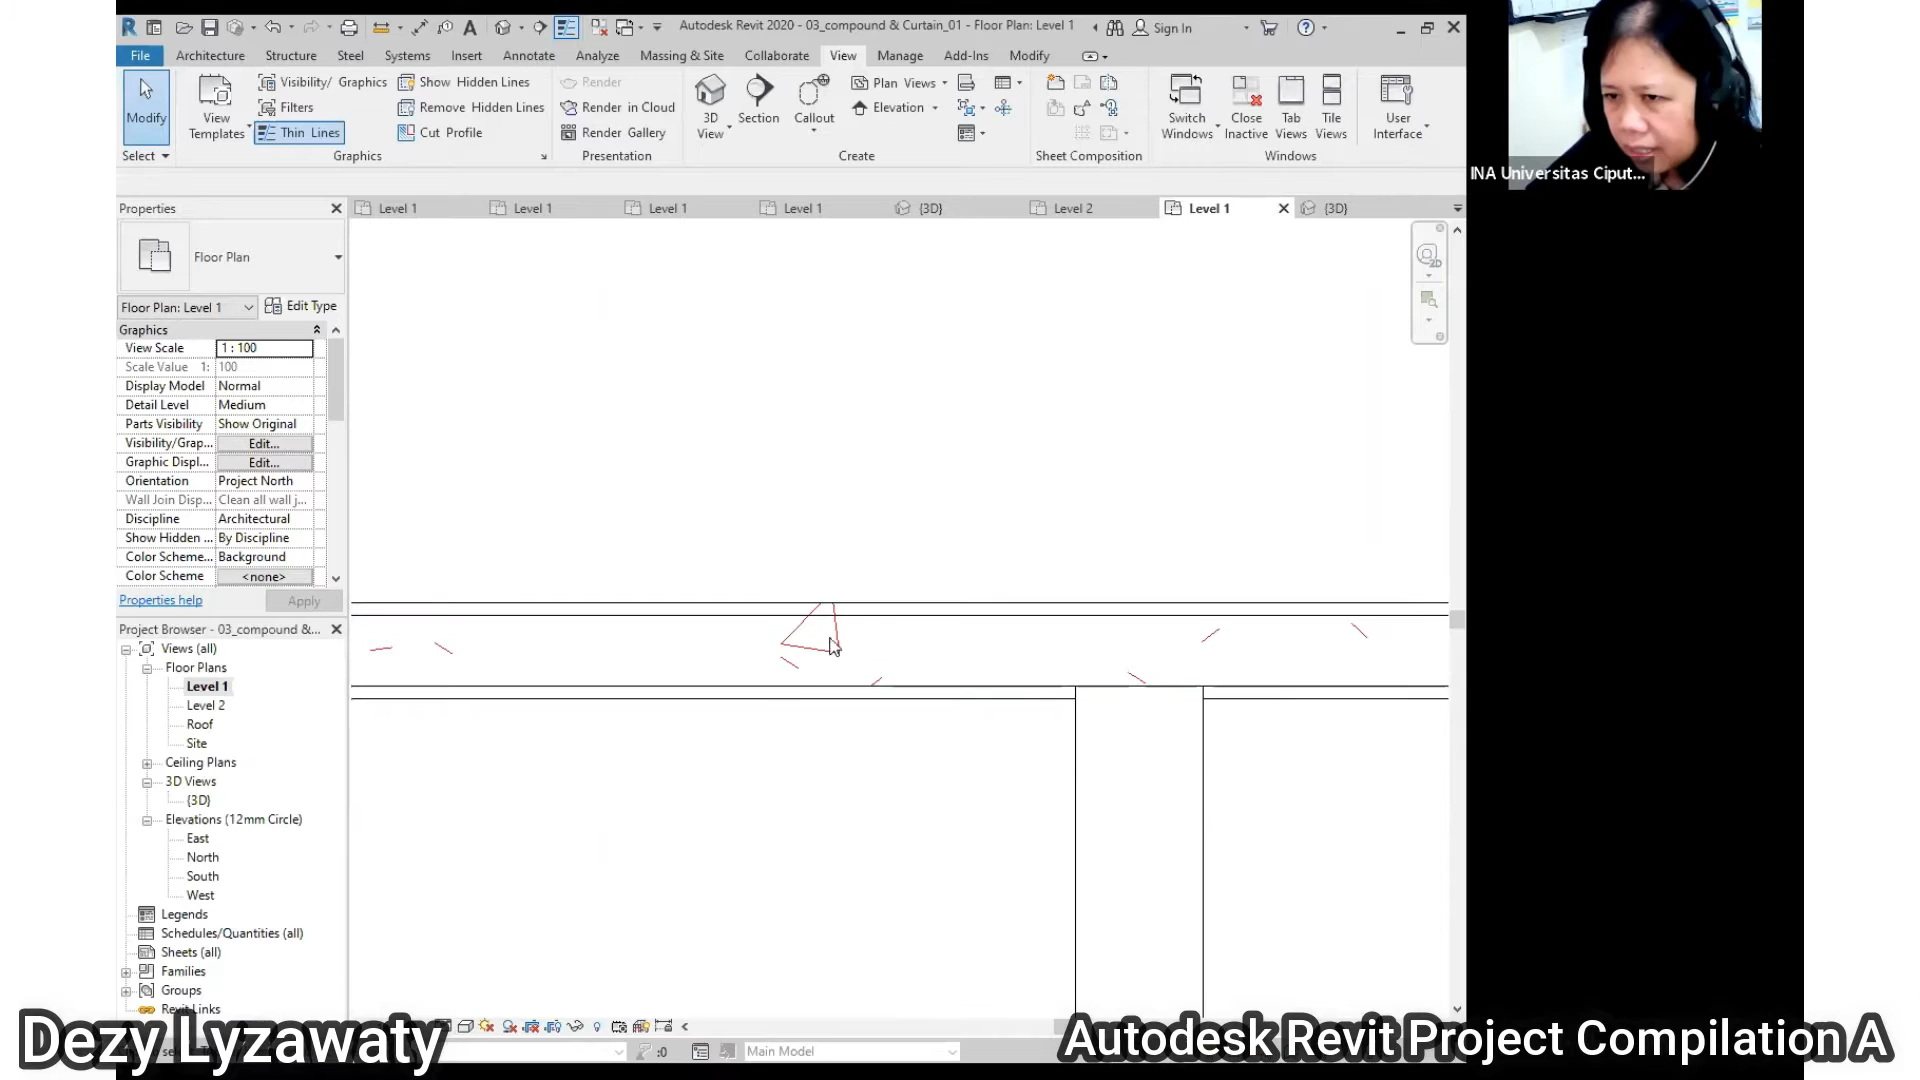 Autodesk Revit 2020 - 03_compound & Curtain_01 - Floor Plan: Level 1
Sign In
File Architecture Structure Steel Systems Insert Annotate Analyze Massing & Site Collaborate View Manage Add-Ins Modify
Modify
Select
View Templates
Visibility/ Graphics
Filters
Thin Lines
Show Hidden Lines
Remove Hidden Lines
Cut Profile
Graphics
Render
Render in Cloud
Render Gallery
Presentation
3D View
Section
Callout
Plan Views
Elevation
Create
Sheet Composition
Switch Windows
Close Inactive
Tab Views
Tile Views
Windows
User Interface
INA Universitas Ciput...
Properties
Level 1 Level 1 Level 1 Level 1 {3D} Level 2 Level 1 {3D}
Floor Plan
Floor Plan: Level 1 Edit Type
Graphics
View Scale 1 : 100
Scale Value 1: 100
Display Model Normal
Detail Level Medium
Parts Visibility Show Original
Visibility/Grap... Edit...
Graphic Displ... Edit...
Orientation Project North
Wall Join Disp... Clean all wall j...
Discipline Architectural
Show Hidden ... By Discipline
Color Scheme... Background
Color Scheme <none>
Properties help Apply
2D
Project Browser - 03_compound &...
Views (all)
Floor Plans
Level 1
Level 2
Roof
Site
Ceiling Plans
3D Views
{3D}
Elevations (12mm Circle)
East
North
South
West
Legends
Schedules/Quantities (all)
Sheets (all)
Families
Groups
Revit Links
:0 Main Model
Dezy Lyzawaty
Autodesk Revit Project Compilation A